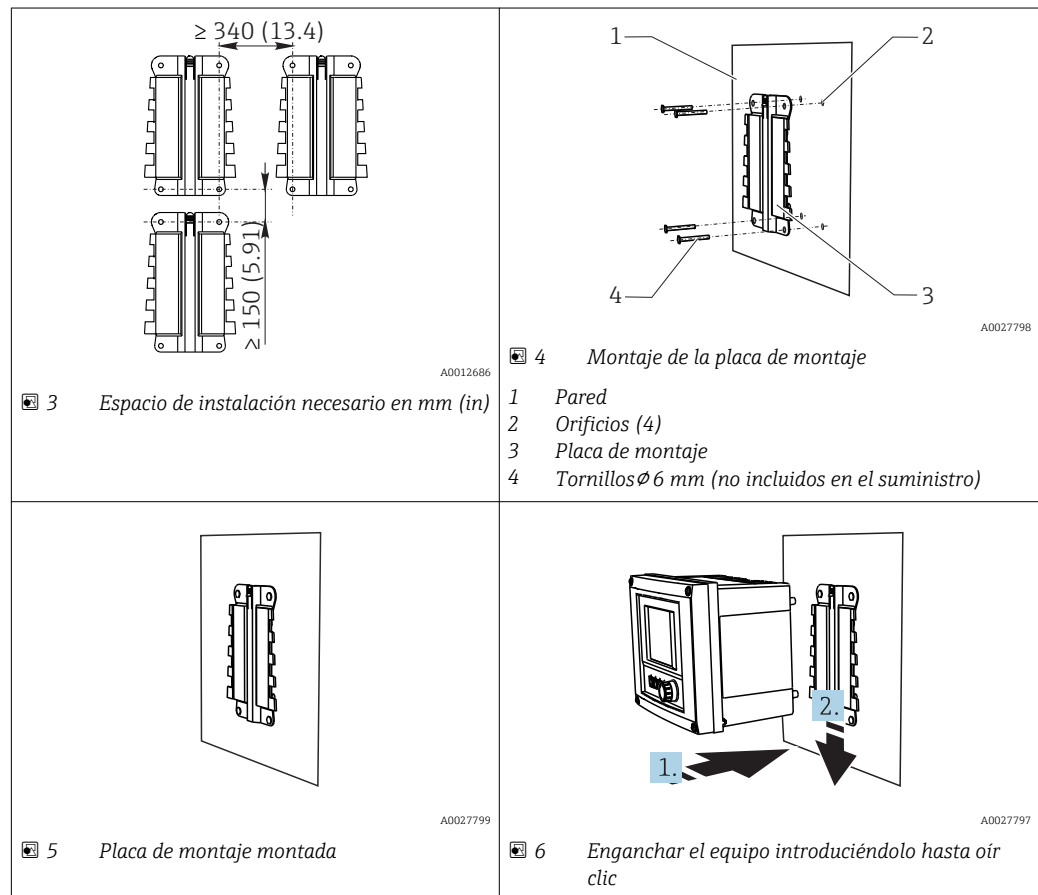 ≥ 340 (13.4)
≥ 150 (5.91)
A0012686
3 Espacio de instalación necesario en mm (in)
1
2
3
4
A0027798
4 Montaje de la placa de montaje
1 Pared
2 Orificios (4)
3 Placa de montaje
4 Tornillos Ø 6 mm (no incluidos en el suministro)
A0027799
5 Placa de montaje montada
1.
2.
A0027797
6 Enganchar el equipo introduciéndolo hasta oír
clic